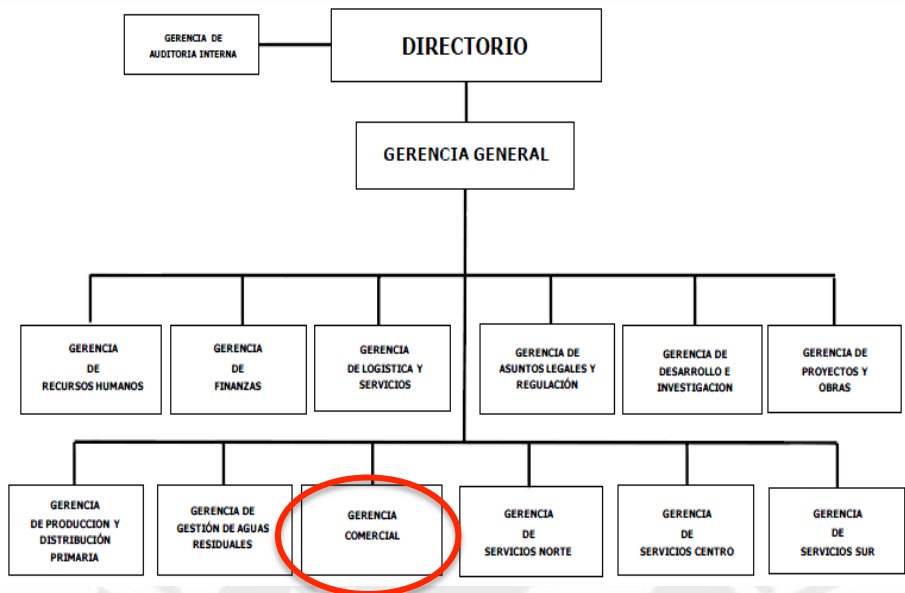 GERENCIA DE
AUDITORIA INTERNA
DIRECTORIO
GERENCIA GENERAL
GERENCIA
DE
RECURSOS HUMANOS
GERENCIA
DE
FINANZAS
GERENCIA
DE LOGISTICA Y
SERVICIOS
GERENCIA DE
ASUNTOS LEGALES Y
REGULACIÓN
GERENCIA DE
DESARROLLO E
INVESTIGACION
GERENCIA DE
PROYECTOS Y
OBRAS
GERENCIA
DE PRODUCCION Y
DISTRIBUCIÓN
PRIMARIA
GERENCIA DE
GESTIÓN DE AGUAS
RESIDUALES
GERENCIA
COMERCIAL
GERENCIA
DE
SERVICIOS NORTE
GERENCIA
DE
SERVICIOS CENTRO
GERENCIA
DE
SERVICIOS SUR